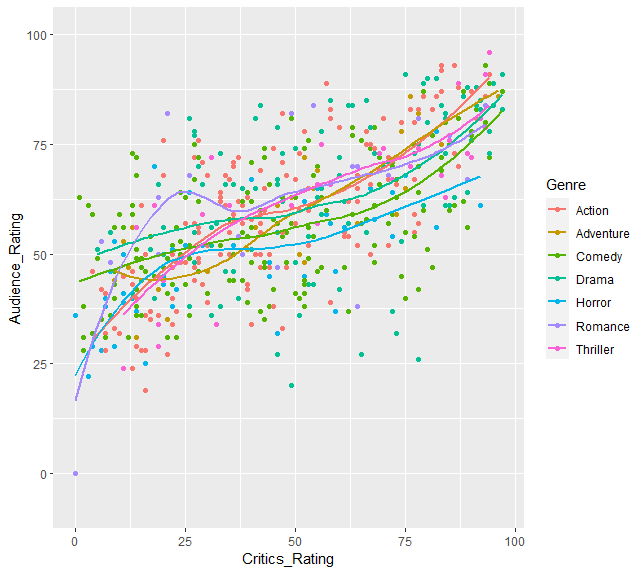 100
75
50
25
0
Audience_Rating
0
25
50
75
100
Critics_Rating
Genre
Action
Adventure
Comedy
Drama
Horror
Romance
Thriller